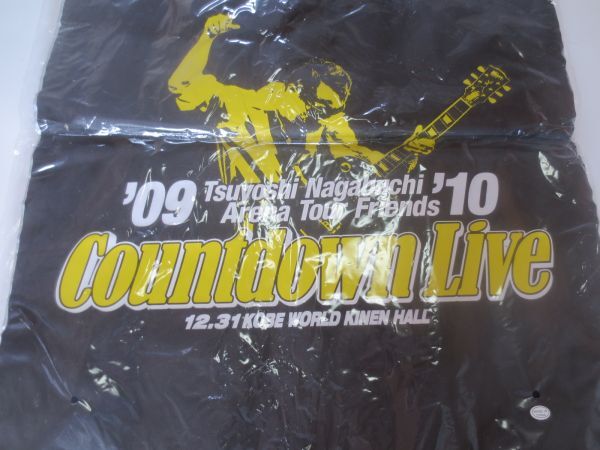 '09 Tsuyoshi Nagabuchi '10
Arena Tour Friends
Countdown Live
12.31 KOBE WORLD KINEN HALL